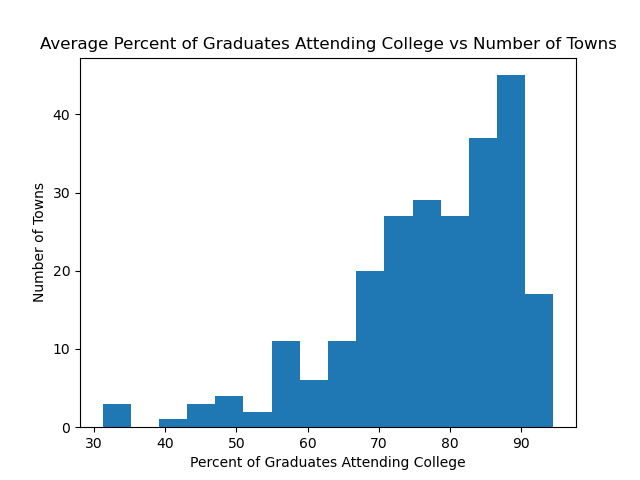 Average Percent of Graduates Attending College vs Number of Towns
40
30
20
10
0
Number of Towns
30 40 50 60 70 80 90
Percent of Graduates Attending College